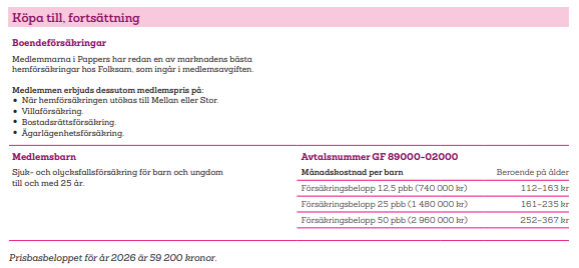 Köpa till, fortsättning
Boendeförsäkringar
Medlemmarna i Pappers har redan en av marknadens bästa
hemförsäkringar hos Folksam, som ingår i medlemsavgiften.
Medlemmen erbjuds dessutom medlemspris på:
• När hemförsäkringen utökas till Mellan eller Stor.
• Villaförsäkring.
• Bostadsrättsförsäkring.
• Ägarlägenhetsförsäkring.
Medlemsbarn
Sjuk- och olycksfallsförsäkring för barn och ungdom
till och med 25 år.
Avtalsnummer GF 89000-02000
Månadskostnad per barn Beroende på ålder
Försäkringsbelopp 12,5 pbb (740 000 kr) 112–163 kr
Försäkringsbelopp 25 pbb (1 480 000 kr) 161–235 kr
Försäkringsbelopp 50 pbb (2 960 000 kr) 252–367 kr
Prisbasbeloppet för år 2026 är 59 200 kronor.